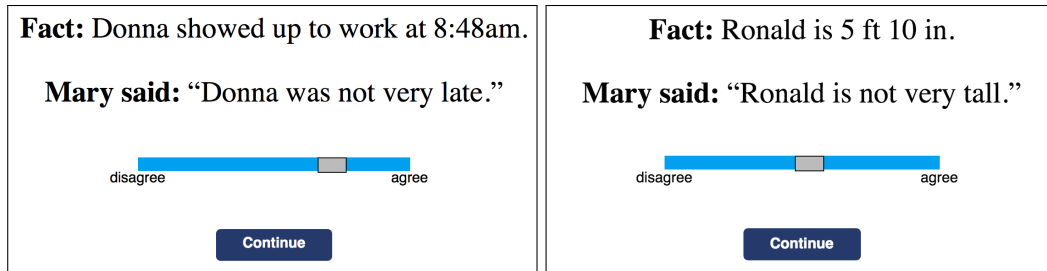 Fact: Donna showed up to work at 8:48am.
Mary said: “Donna was not very late.”
disagree
agree
Continue
Fact: Ronald is 5 ft 10 in.
Mary said: “Ronald is not very tall.”
disagree
agree
Continue